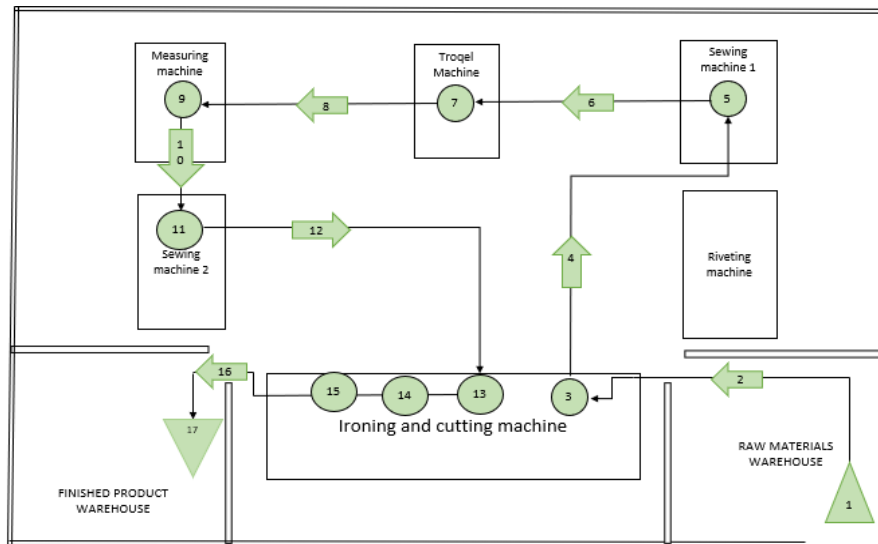 Measuring
machine
9
8
Troqel
Machine
7
6
Sewing
machine 1
5
1
0
11
Sewing
machine 2
12
4
Riveting
machine
16
15
14
13
3
2
Ironing and cutting machine
17
FINISHED PRODUCT
WAREHOUSE
RAW MATERIALS
WAREHOUSE
1